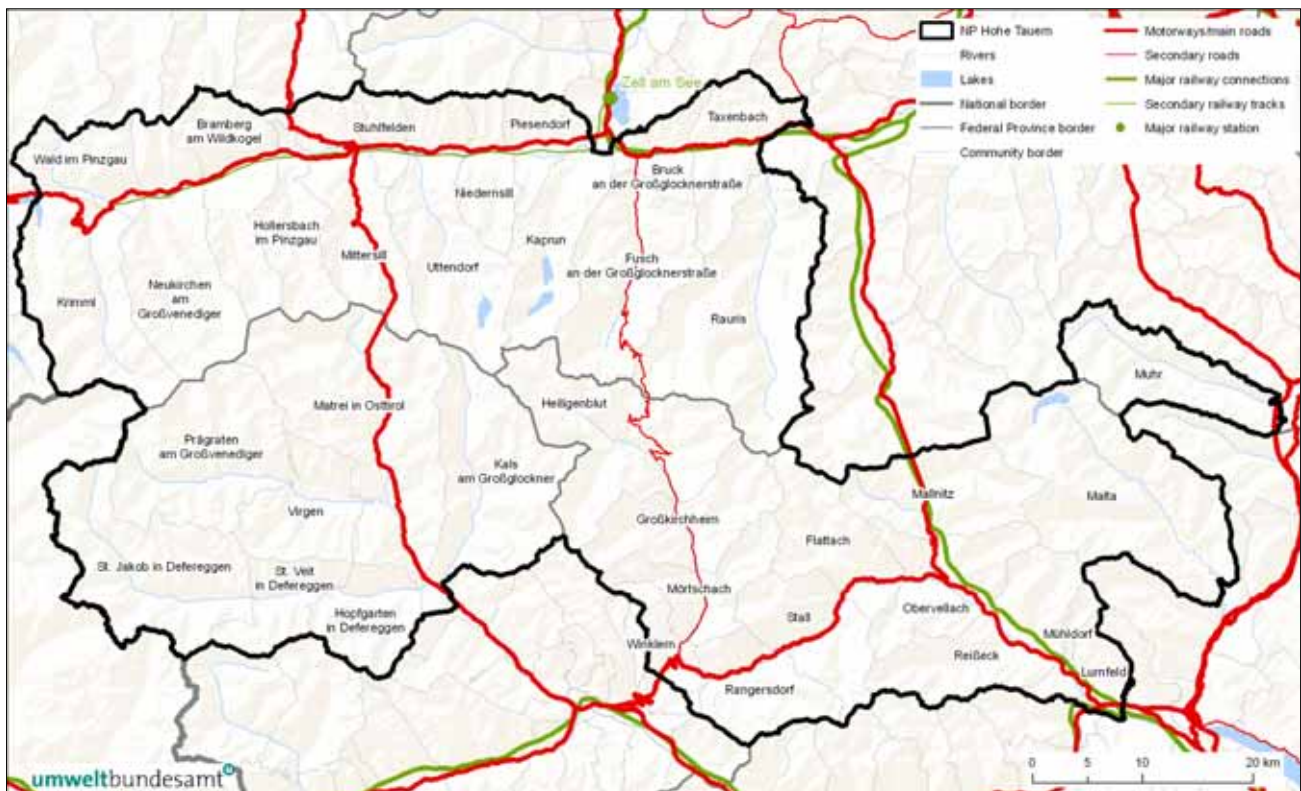 NP Hohe Tauern
Rivers
Lakes
National border
Federal Province border
Community border
Motorways/main roads
Secondary roads
Major railway connections
Secondary railway tracks
Major railway station
Zell am See
Taxenbach
Bramberg
am Wildkogel
Stuhlfelden
Piesendorf
Wald im Pinzgau
Bruck
an der Großglocknerstraße
Niedernsill
Hollersbach
im Pinzgau
Mittersill
Kaprun
Uttendorf
Fusch
an der Großglocknerstraße
Neukirchen
am
Großvenediger
Krimml
Rauris
Muhr
Matrei in Osttirol
Heiligenblut
Prägraten
am Großvenediger
Kals
am Großglockner
Mallnitz
Malta
Virgen
Großkirchheim
Flattach
St. Jakob in Defereggen
St. Veit
in Defereggen
Mörtschach
Hopfgarten
in Defereggen
Stall
Obervellach
Mühldorf
Winklern
Reißeck
Lurnfeld
Rangersdorf
umweltbundesamt
0 5 10 20 km